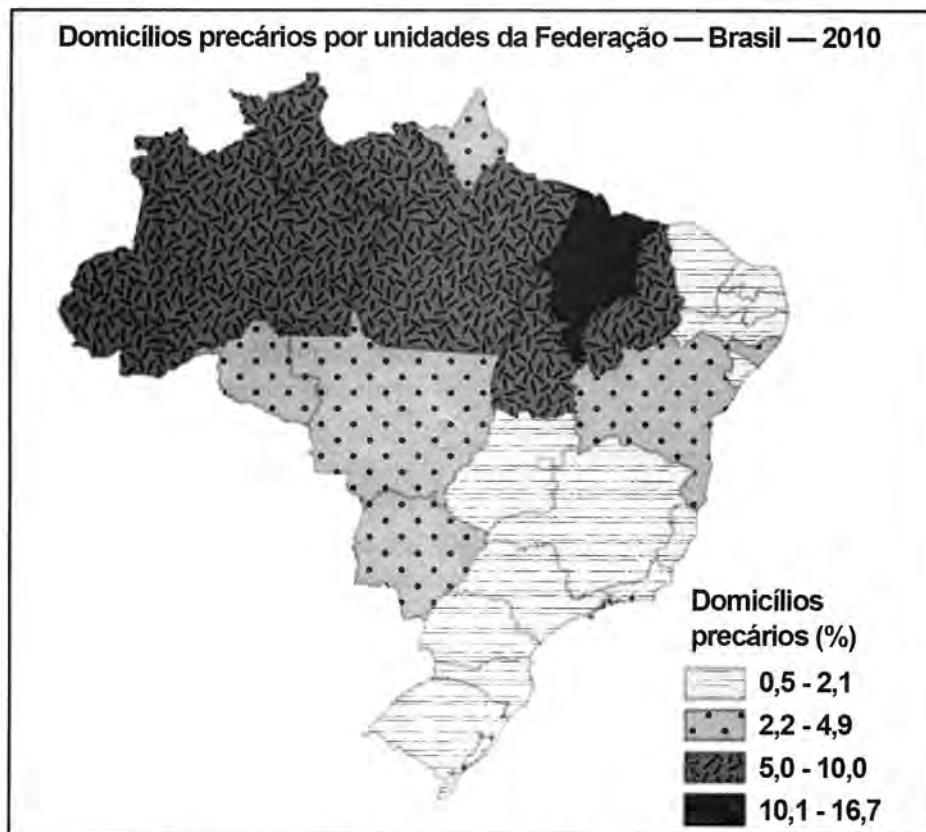 Domicílios precários por unidades da Federação — Brasil — 2010
Domicílios
precários (%)
0,5 - 2,1
2,2 - 4,9
5,0 - 10,0
10,1 - 16,7